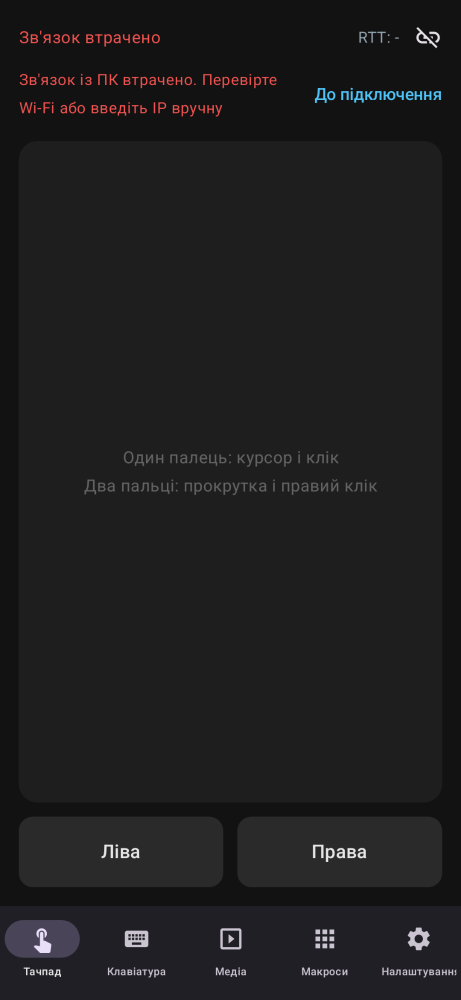 Зв'язок втрачено
RTT: -
Зв'язок із ПК втрачено. Перевірте
Wi-Fi або введіть IP вручну
До підключення
Один палець: курсор і клік
Два пальці: прокрутка і правий клік
Ліва
Права
Тачпад
Клавіатура
Медіа
Макроси
Налаштуванн